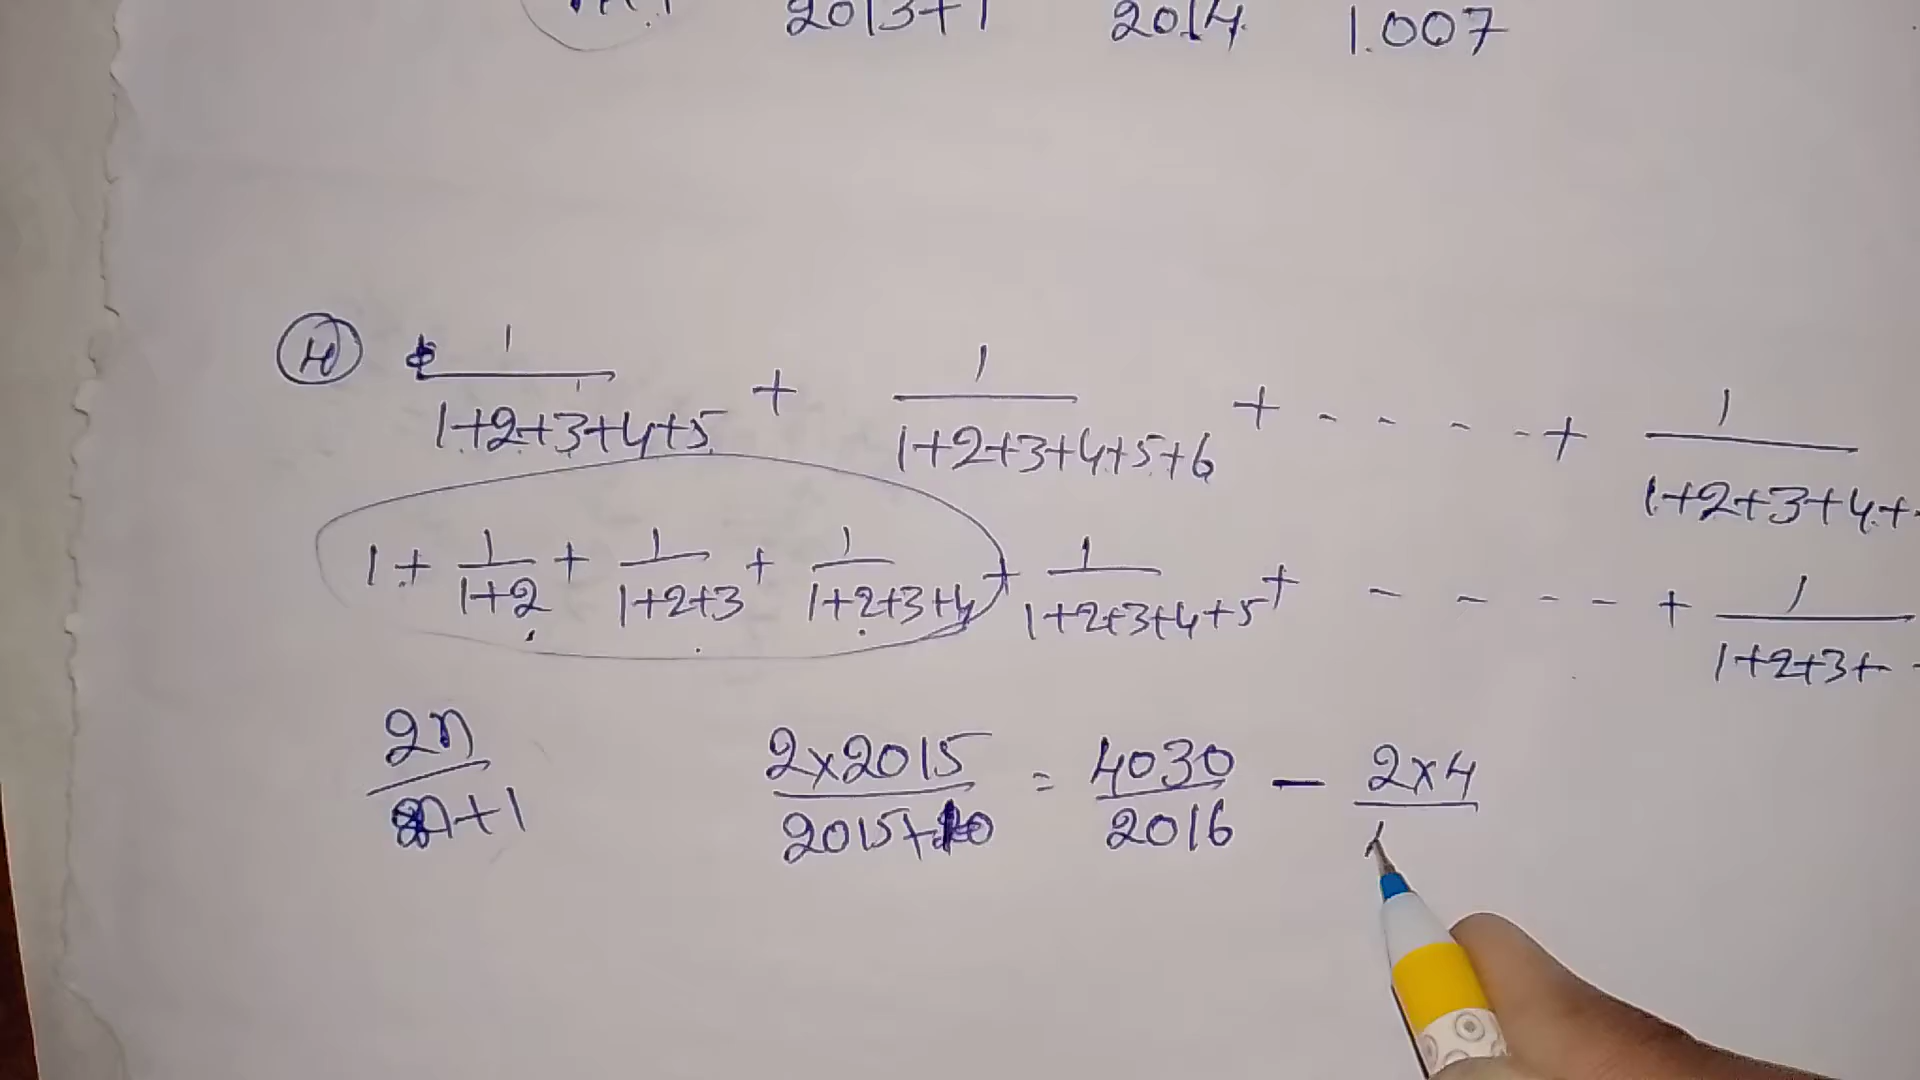 2013+1 2014 1.007
H 1/(1+2+3+4+5) + 1/(1+2+3+4+5+6) + - - - - + 1/(1+2+3+4+
1 + 1/(1+2) + 1/(1+2+3) + 1/(1+2+3+4) + 1/(1+2+3+4+5) + - - - - + 1/(1+2+3+
2n/(n+1) (2×2015)/(2015+1) = 4030/2016 - (2×4)/